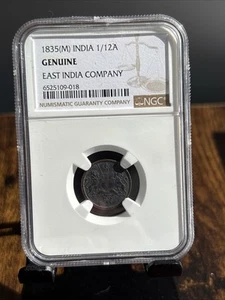 1835(M) INDIA 1/12A
GENUINE
EAST INDIA COMPANY
6525109-018
NUMISMATIC GUARANTY COMPANY
NGC